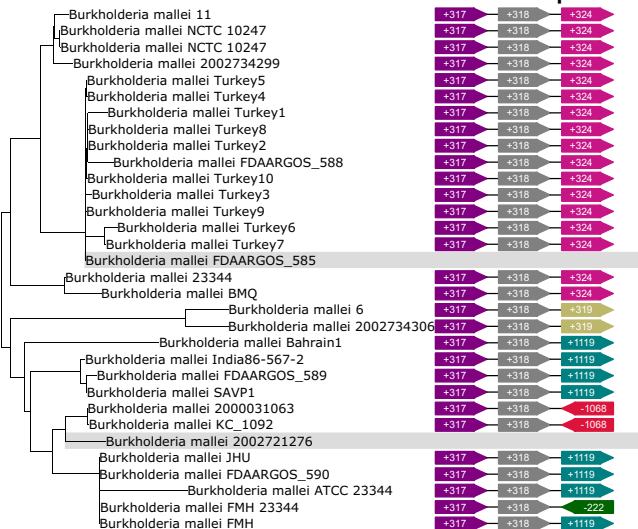 Burkholderia mallei 11 +317 +318 +324
Burkholderia mallei NCTC 10247 +317 +318 +324
Burkholderia mallei NCTC 10247 +317 +318 +324
Burkholderia mallei 2002734299 +317 +318 +324
Burkholderia mallei Turkey5 +317 +318 +324
Burkholderia mallei Turkey4 +317 +318 +324
Burkholderia mallei Turkey1 +317 +318 +324
Burkholderia mallei Turkey8 +317 +318 +324
Burkholderia mallei Turkey2 +317 +318 +324
Burkholderia mallei FDAARGOS_588 +317 +318 +324
Burkholderia mallei Turkey10 +317 +318 +324
Burkholderia mallei Turkey3 +317 +318 +324
Burkholderia mallei Turkey9 +317 +318 +324
Burkholderia mallei Turkey6 +317 +318 +324
Burkholderia mallei Turkey7 +317 +318 +324
Burkholderia mallei FDAARGOS_585
Burkholderia mallei 23344 +317 +318 +324
Burkholderia mallei BMQ +317 +318 +324
Burkholderia mallei 6 +317 +318 +319
Burkholderia mallei 2002734306 +317 +318 +319
Burkholderia mallei Bahrain1 +317 +318 +1119
Burkholderia mallei India86-567-2 +317 +318 +1119
Burkholderia mallei FDAARGOS_589 +317 +318 +1119
Burkholderia mallei SAVP1 +317 +318 +1119
Burkholderia mallei 2000031063 +317 +318 -1068
Burkholderia mallei KC_1092 +317 +318 -1068
Burkholderia mallei 2002721276
Burkholderia mallei JHU +317 +318 +1119
Burkholderia mallei FDAARGOS_590 +317 +318 +1119
Burkholderia mallei ATCC 23344 +317 +318 +1119
Burkholderia mallei FMH 23344 +317 +318 -222
Burkholderia mallei FMH +317 +318 +1119